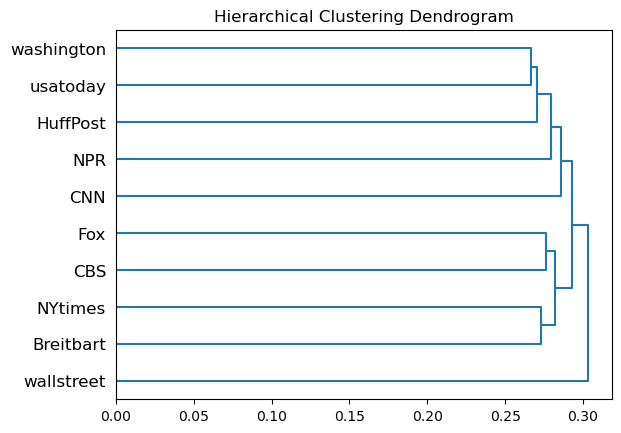 Hierarchical Clustering Dendrogram
washington
usatoday
HuffPost
NPR
CNN
Fox
CBS
NYtimes
Breitbart
wallstreet
0.00 0.05 0.10 0.15 0.20 0.25 0.30